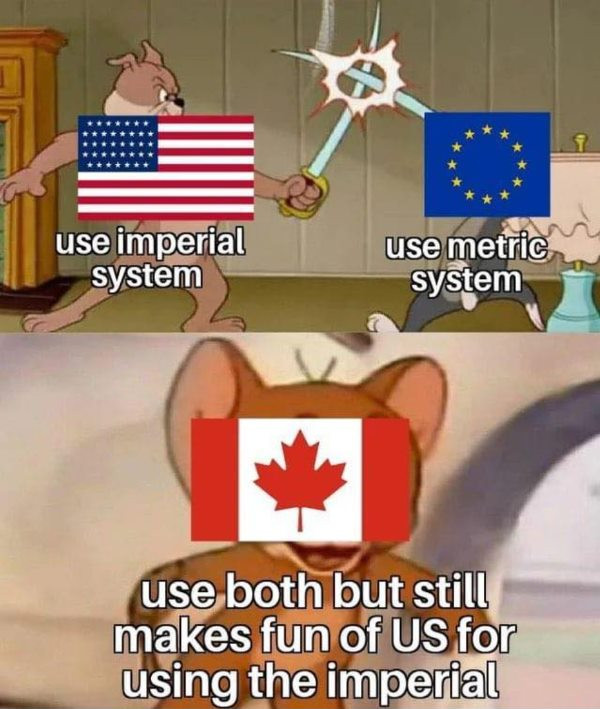 use imperial
system
use metric
system
use both but still
makes fun of US for
using the imperial